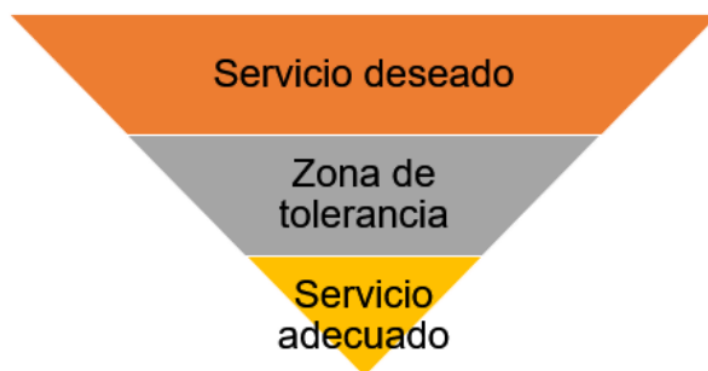 Servicio deseado
Zona de
tolerancia
Servicio
adecuado